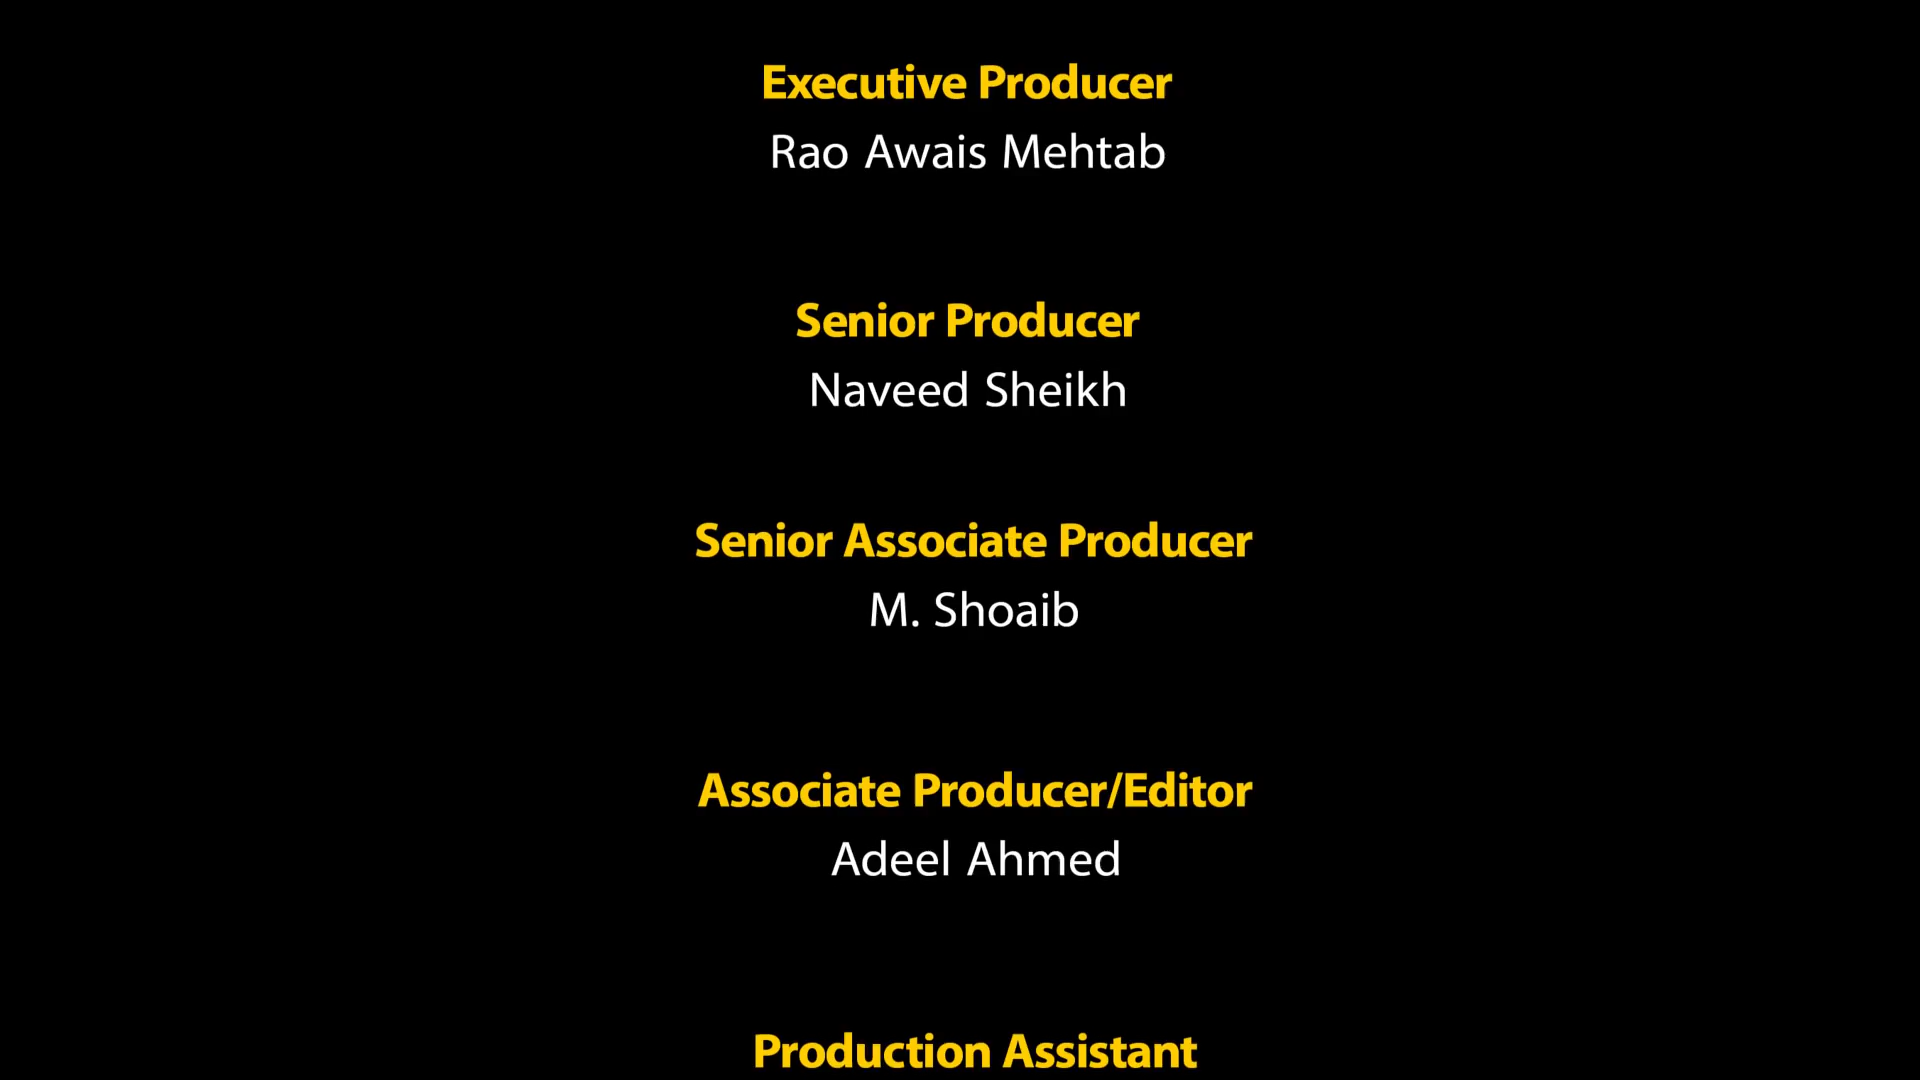 Executive Producer
Rao Awais Mehtab
Senior Producer
Naveed Sheikh
Senior Associate Producer
M. Shoaib
Associate Producer/Editor
Adeel Ahmed
Production Assistant